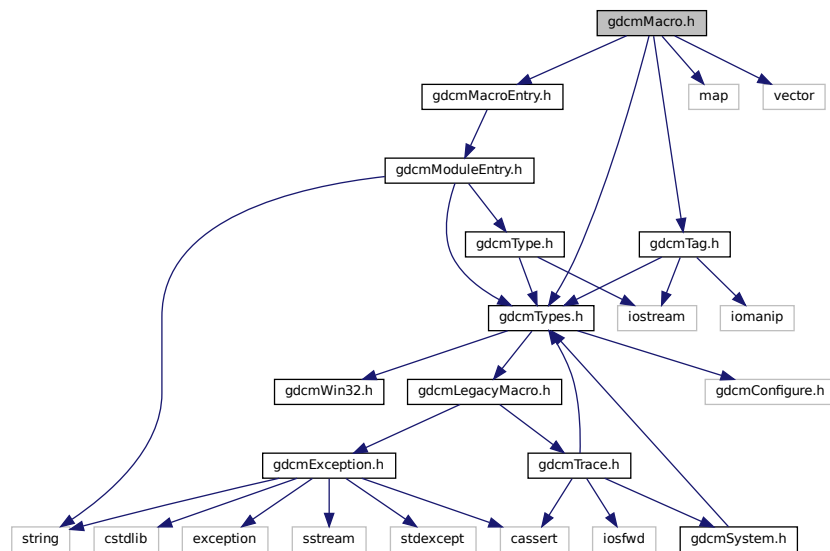 gdcmMacro.h
gdcmMacroEntry.h
map
vector
gdcmModuleEntry.h
gdcmType.h
gdcmTag.h
gdcmTypes.h
iostream
iomanip
gdcmWin32.h
gdcmLegacyMacro.h
gdcmConfigure.h
gdcmException.h
gdcmTrace.h
string
cstdlib
exception
sstream
stdexcept
cassert
iosfwd
gdcmSystem.h